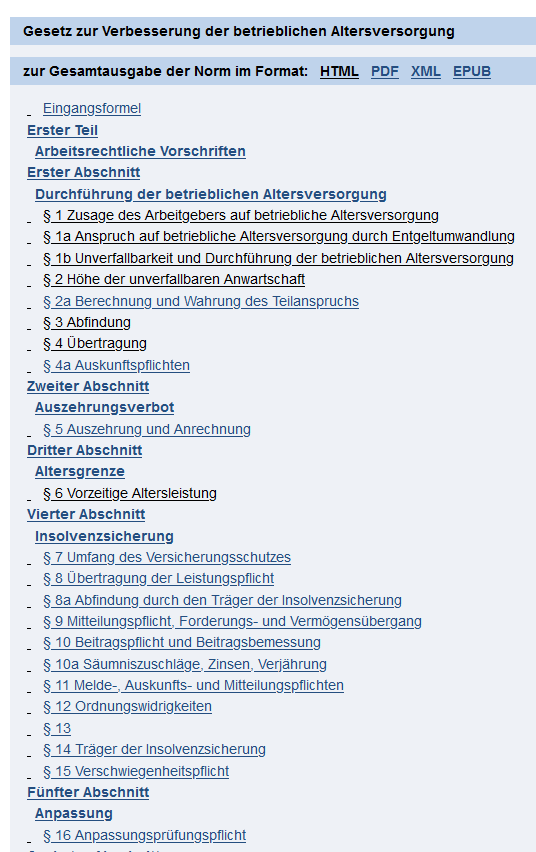 Gesetz zur Verbesserung der betrieblichen Altersversorgung
zur Gesamtausgabe der Norm im Format: HTML PDF XML EPUB
Eingangsformel
Erster Teil
Arbeitsrechtliche Vorschriften
Erster Abschnitt
Durchführung der betrieblichen Altersversorgung
§ 1 Zusage des Arbeitgebers auf betriebliche Altersversorgung
§ 1a Anspruch auf betriebliche Altersversorgung durch Entgeltumwandlung
§ 1b Unverfallbarkeit und Durchführung der betrieblichen Altersversorgung
§ 2 Höhe der unverfallbaren Anwartschaft
§ 2a Berechnung und Wahrung des Teilanspruchs
§ 3 Abfindung
§ 4 Übertragung
§ 4a Auskunftspflichten
Zweiter Abschnitt
Auszehrungsverbot
§ 5 Auszehrung und Anrechnung
Dritter Abschnitt
Altersgrenze
§ 6 Vorzeitige Altersleistung
Vierter Abschnitt
Insolvenzsicherung
§ 7 Umfang des Versicherungsschutzes
§ 8 Übertragung der Leistungspflicht
§ 8a Abfindung durch den Träger der Insolvenzsicherung
§ 9 Mitteilungspflicht, Forderungs- und Vermögensübergang
§ 10 Beitragspflicht und Beitragsbemessung
§ 10a Säumniszuschläge, Zinsen, Verjährung
§ 11 Melde-, Auskunfts- und Mitteilungspflichten
§ 12 Ordnungswidrigkeiten
§ 13
§ 14 Träger der Insolvenzsicherung
§ 15 Verschwiegenheitspflicht
Fünfter Abschnitt
Anpassung
§ 16 Anpassungsprüfungspflicht